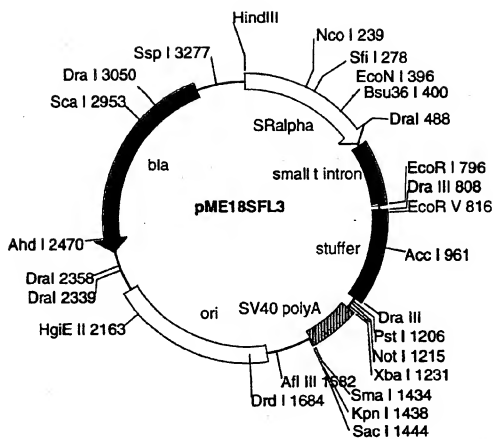 HindIII
Nco I 239
Sfi I 278
EcoN I 396
Bsu36 I 400
DraI 488
SRalpha
small t intron
EcoR I 796
Dra III 808
EcoR V 816
stuffer
Acc I 961
Dra III
Pst I 1206
Not I 1215
Xba I 1231
SV40 polyA
Sma I 1434
Kpn I 1438
Sac I 1444
Afl III 1682
Drd I 1684
ori
HgiE II 2163
DraI 2339
DraI 2358
Ahd I 2470
bla
Sca I 2953
Dra I 3050
Ssp I 3277
pME18SFL3